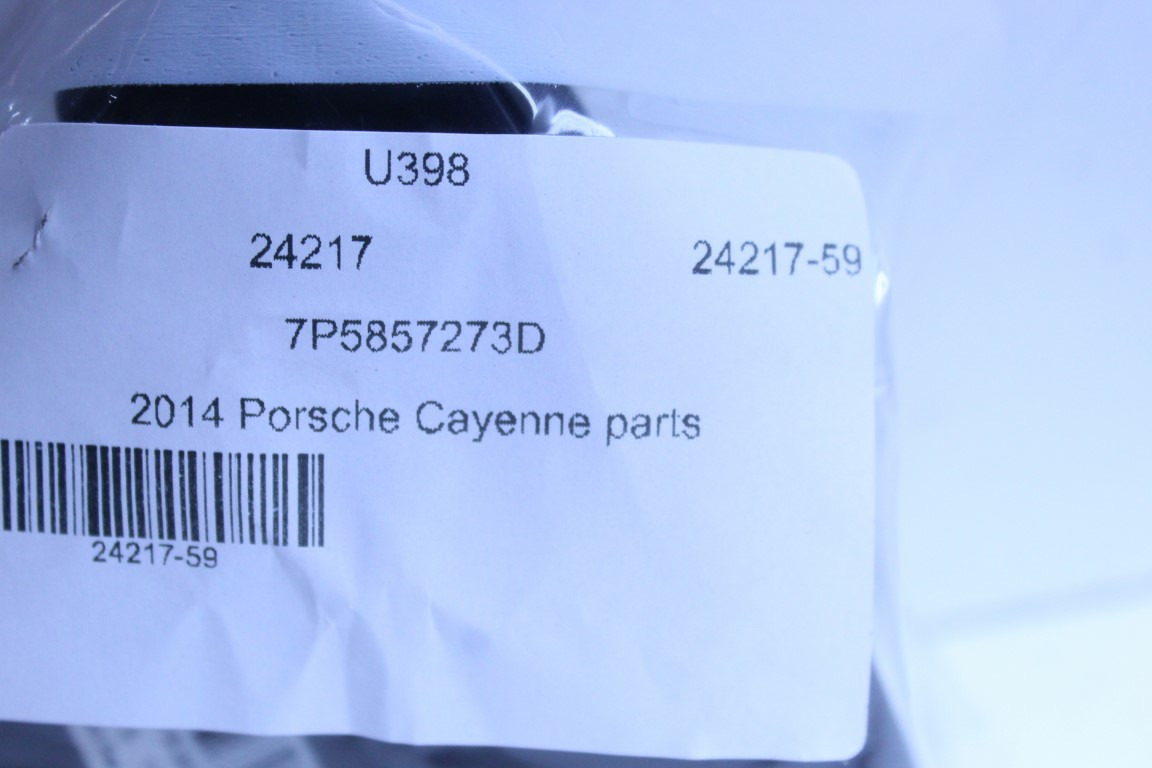 U398
24217 24217-59
7P5857273D
2014 Porsche Cayenne parts
24217-59